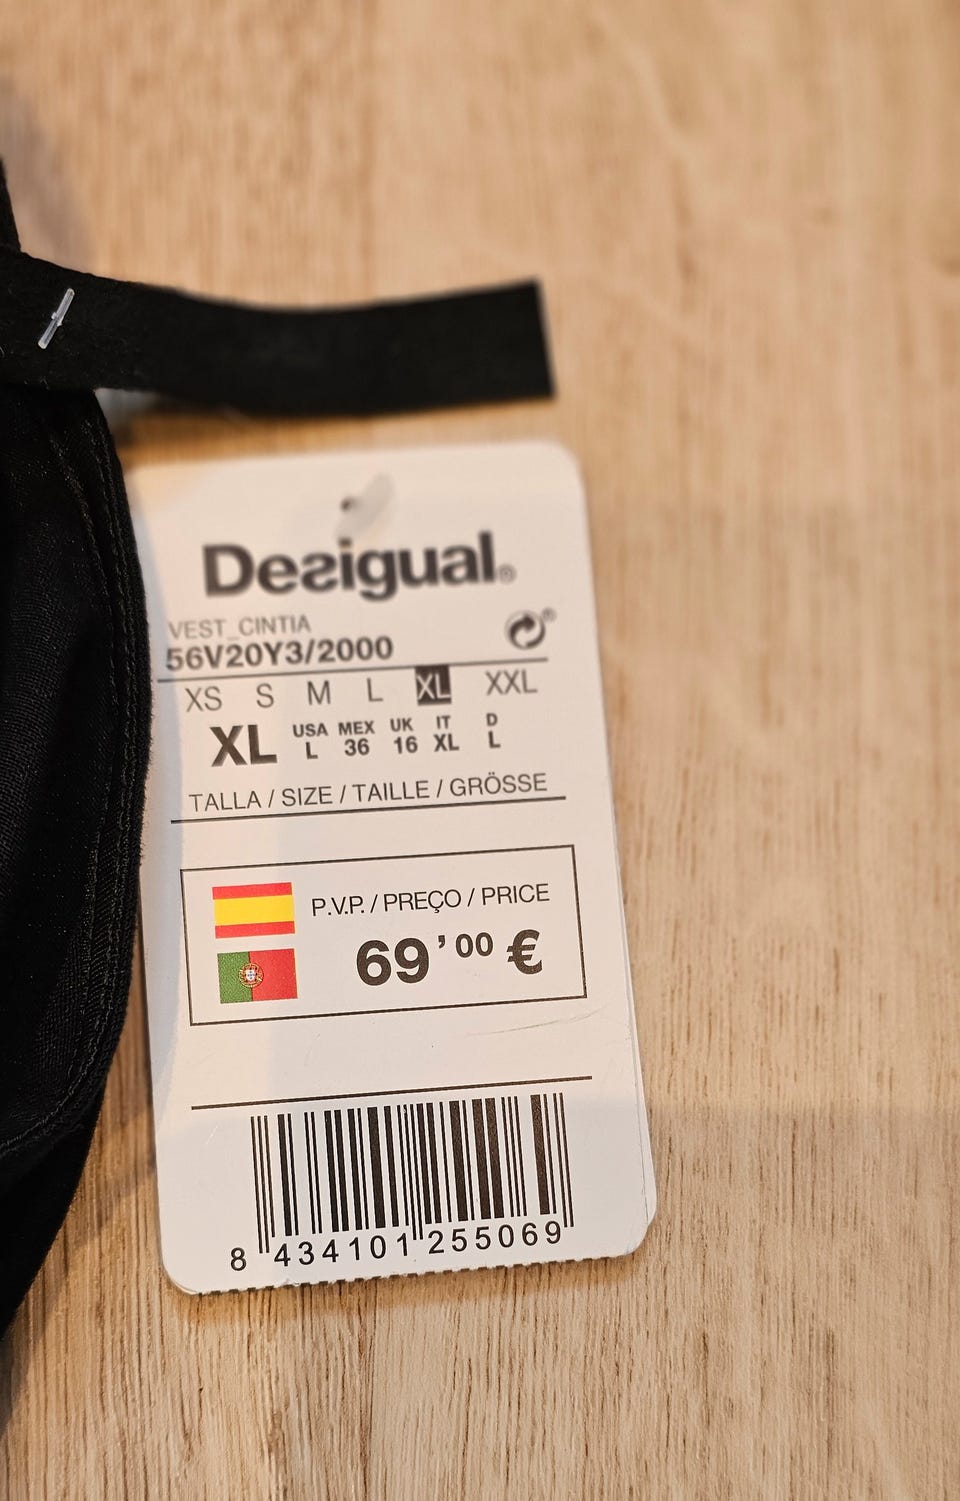 Desigual®
VEST_CINTIA
56V20Y3/2000
XS S M L XL XXL
XL USA L MEX 36 UK 16 IT XL D L
TALLA / SIZE / TAILLE / GRÖSSE
P.V.P. / PREÇO / PRICE
69'00 €
8 434101 255069